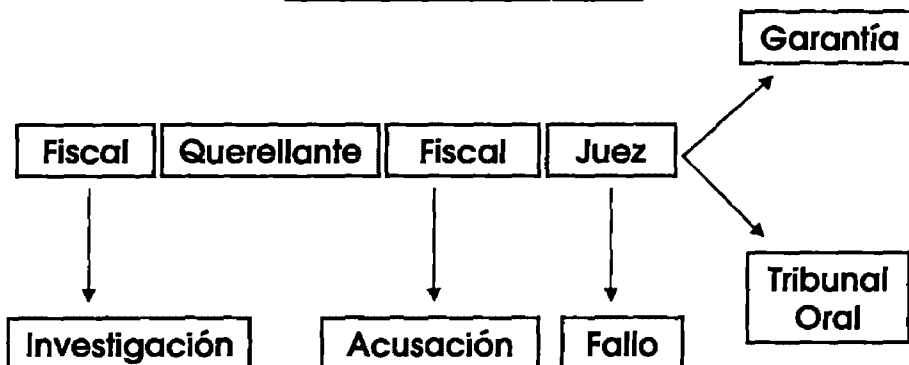 Garantía
Fiscal Querellante Fiscal Juez
Tribunal
Oral
Investigación Acusación Fallo